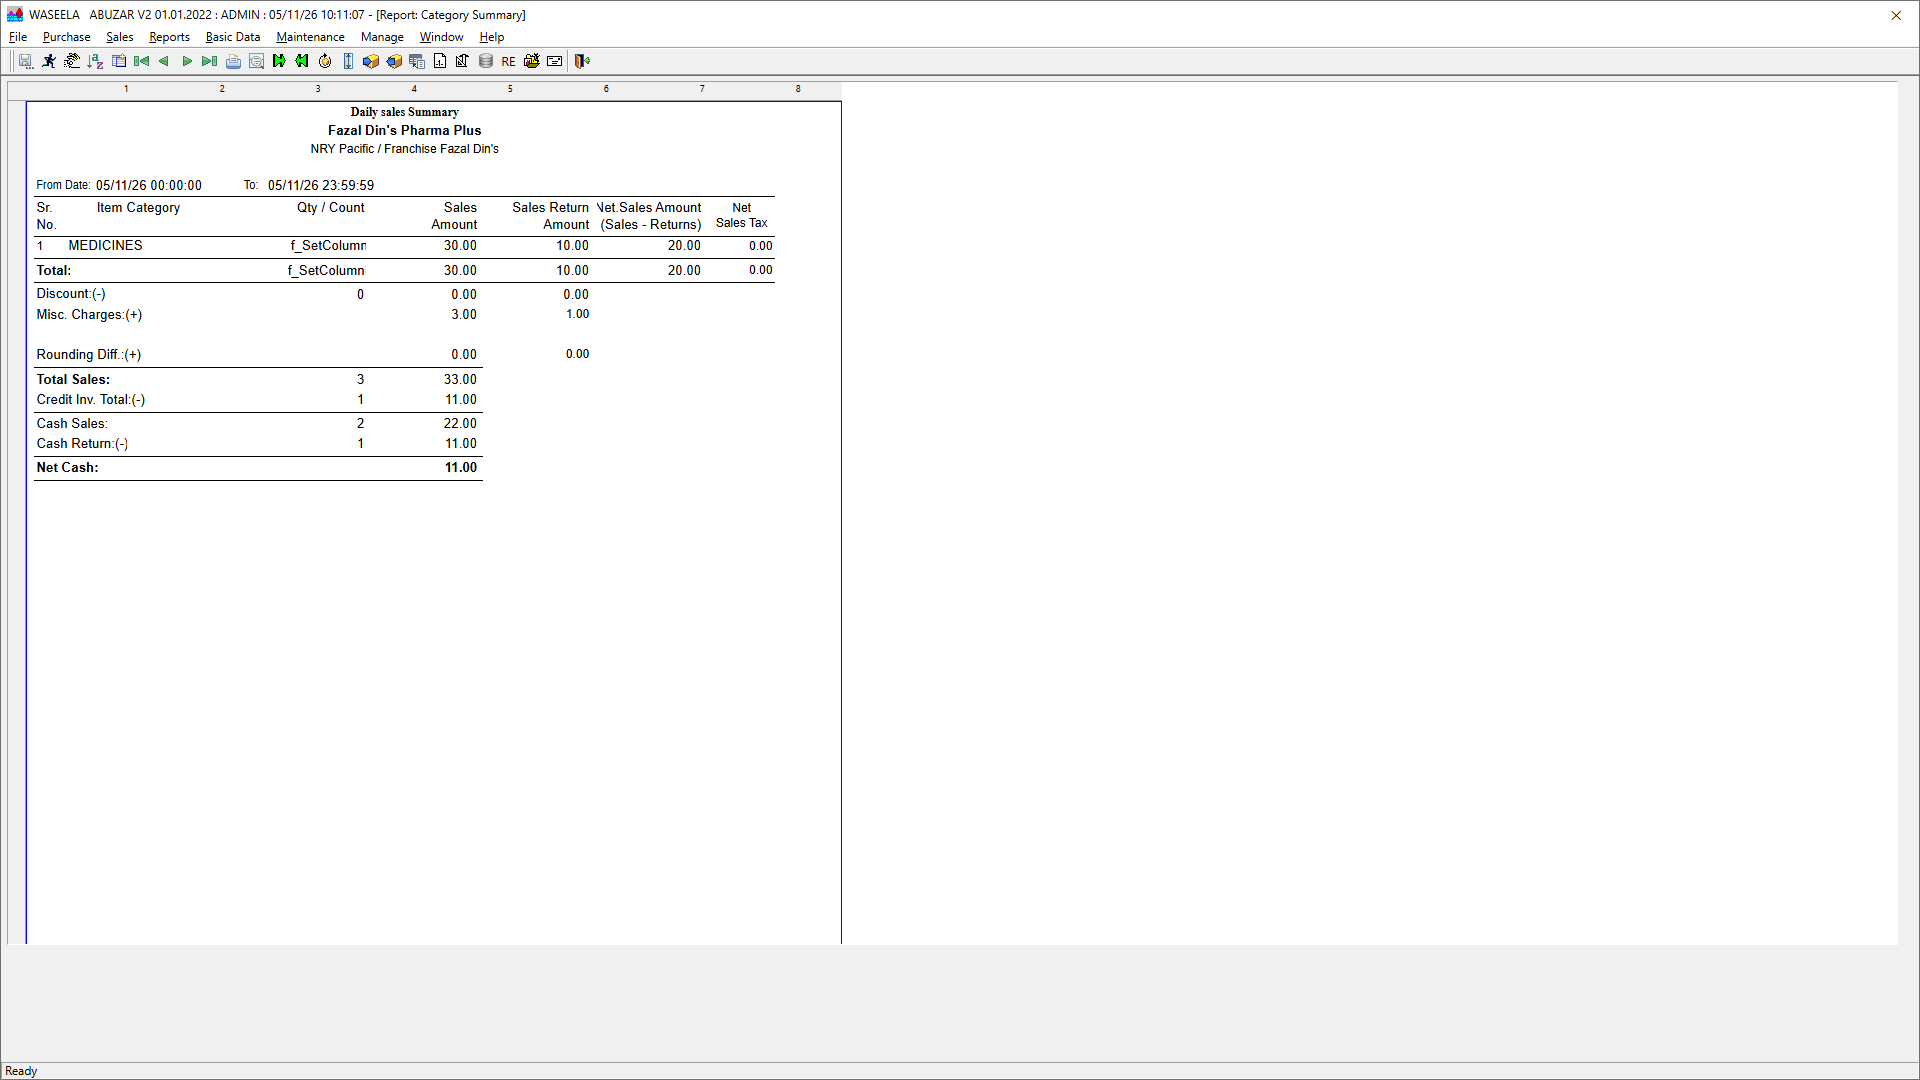 WASEELA   ABUZAR V2 01.01.2022 : ADMIN : 05/11/26 10:11:07 - [Report: Category Summary]
File Purchase Sales Reports Basic Data Maintenance Manage Window Help
RE
1 2 3 4 5 6 7 8
Daily sales Summary
Fazal Din's Pharma Plus
NRY Pacific / Franchise Fazal Din's
From Date: 05/11/26 00:00:00 To: 05/11/26 23:59:59
Sr. Item Category Qty / Count Sales Sales Return Net.Sales Amount Net
No. Amount Amount (Sales - Returns) Sales Tax
1 MEDICINES f_SetColumn 30.00 10.00 20.00 0.00
Total: f_SetColumn 30.00 10.00 20.00 0.00
Discount:(-) 0 0.00 0.00
Misc. Charges:(+) 3.00 1.00
Rounding Diff.:(+) 0.00 0.00
Total Sales: 3 33.00
Credit Inv. Total:(-) 1 11.00
Cash Sales: 2 22.00
Cash Return:(-) 1 11.00
Net Cash: 11.00
Ready